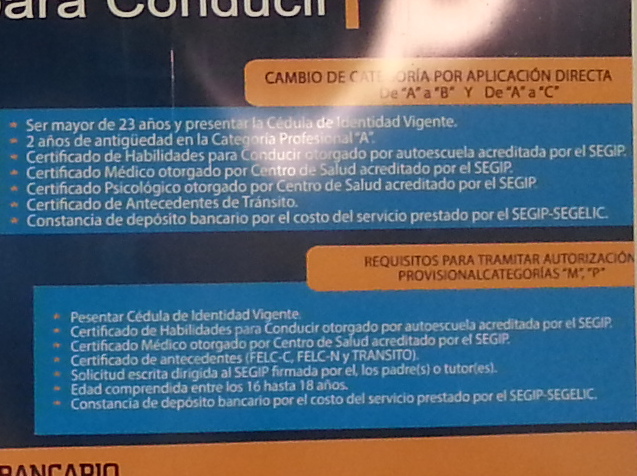 para Conducir
CAMBIO DE CATEGORÍA POR APLICACIÓN DIRECTA
De "A" a "B" Y De "A" a "C"
Ser mayor de 23 años y presentar la Cédula de Identidad Vigente.
2 años de antigüedad en la Categoría Profesional "A".
Certificado de Habilidades para Conducir otorgado por autoescuela acreditada por el SEGIP.
Certificado Médico otorgado por Centro de Salud acreditado por el SEGIP.
Certificado Psicológico otorgado por Centro de Salud acreditado por el SEGIP.
Certificado de Antecedentes de Tránsito.
Constancia de depósito bancario por el costo del servicio prestado por el SEGIP-SEGELIC.
REQUISITOS PARA TRAMITAR AUTORIZACIÓN
PROVISIONALCATEGORÍAS "M", "P"
Pesentar Cédula de Identidad Vigente.
Certificado de Habilidades para Conducir otorgado por autoescuela acreditada por el SEGIP.
Certificado Médico otorgado por Centro de Salud acreditado por el SEGIP.
Certificado de antecedentes (FELC-C, FELC-N y TRANSITO).
Solicitud escrita dirigida al SEGIP firmada por el, los padre(s) o tutor(es).
Edad comprendida entre los 16 hasta 18 años.
Constancia de depósito bancario por el costo del servicio prestado por el SEGIP-SEGELIC.
BANCARIO